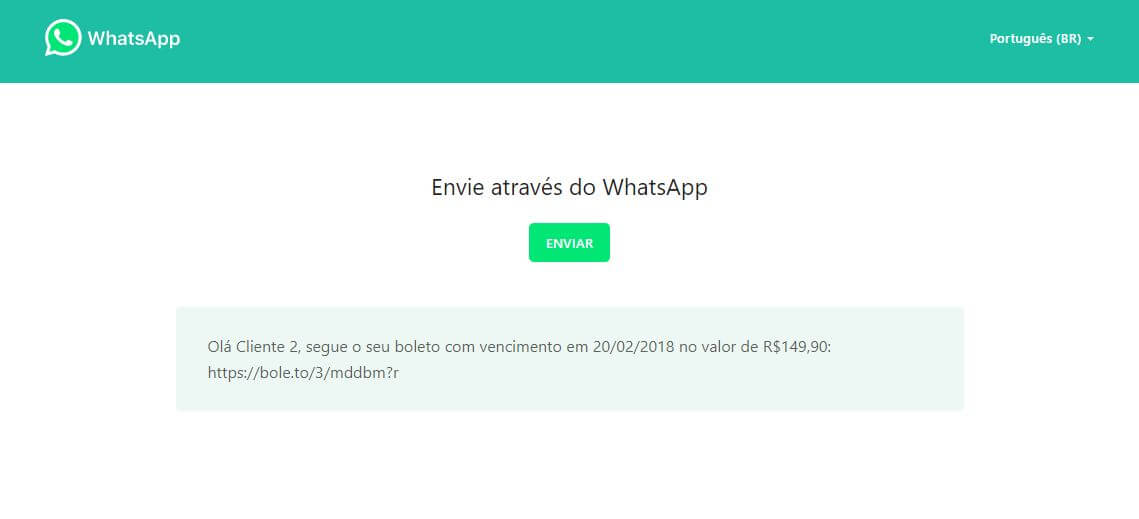 WhatsApp
Português (BR)
Envie através do WhatsApp
ENVIAR
Olá Cliente 2, segue o seu boleto com vencimento em 20/02/2018 no valor de R$149,90:
https://bole.to/3/mddbm?r